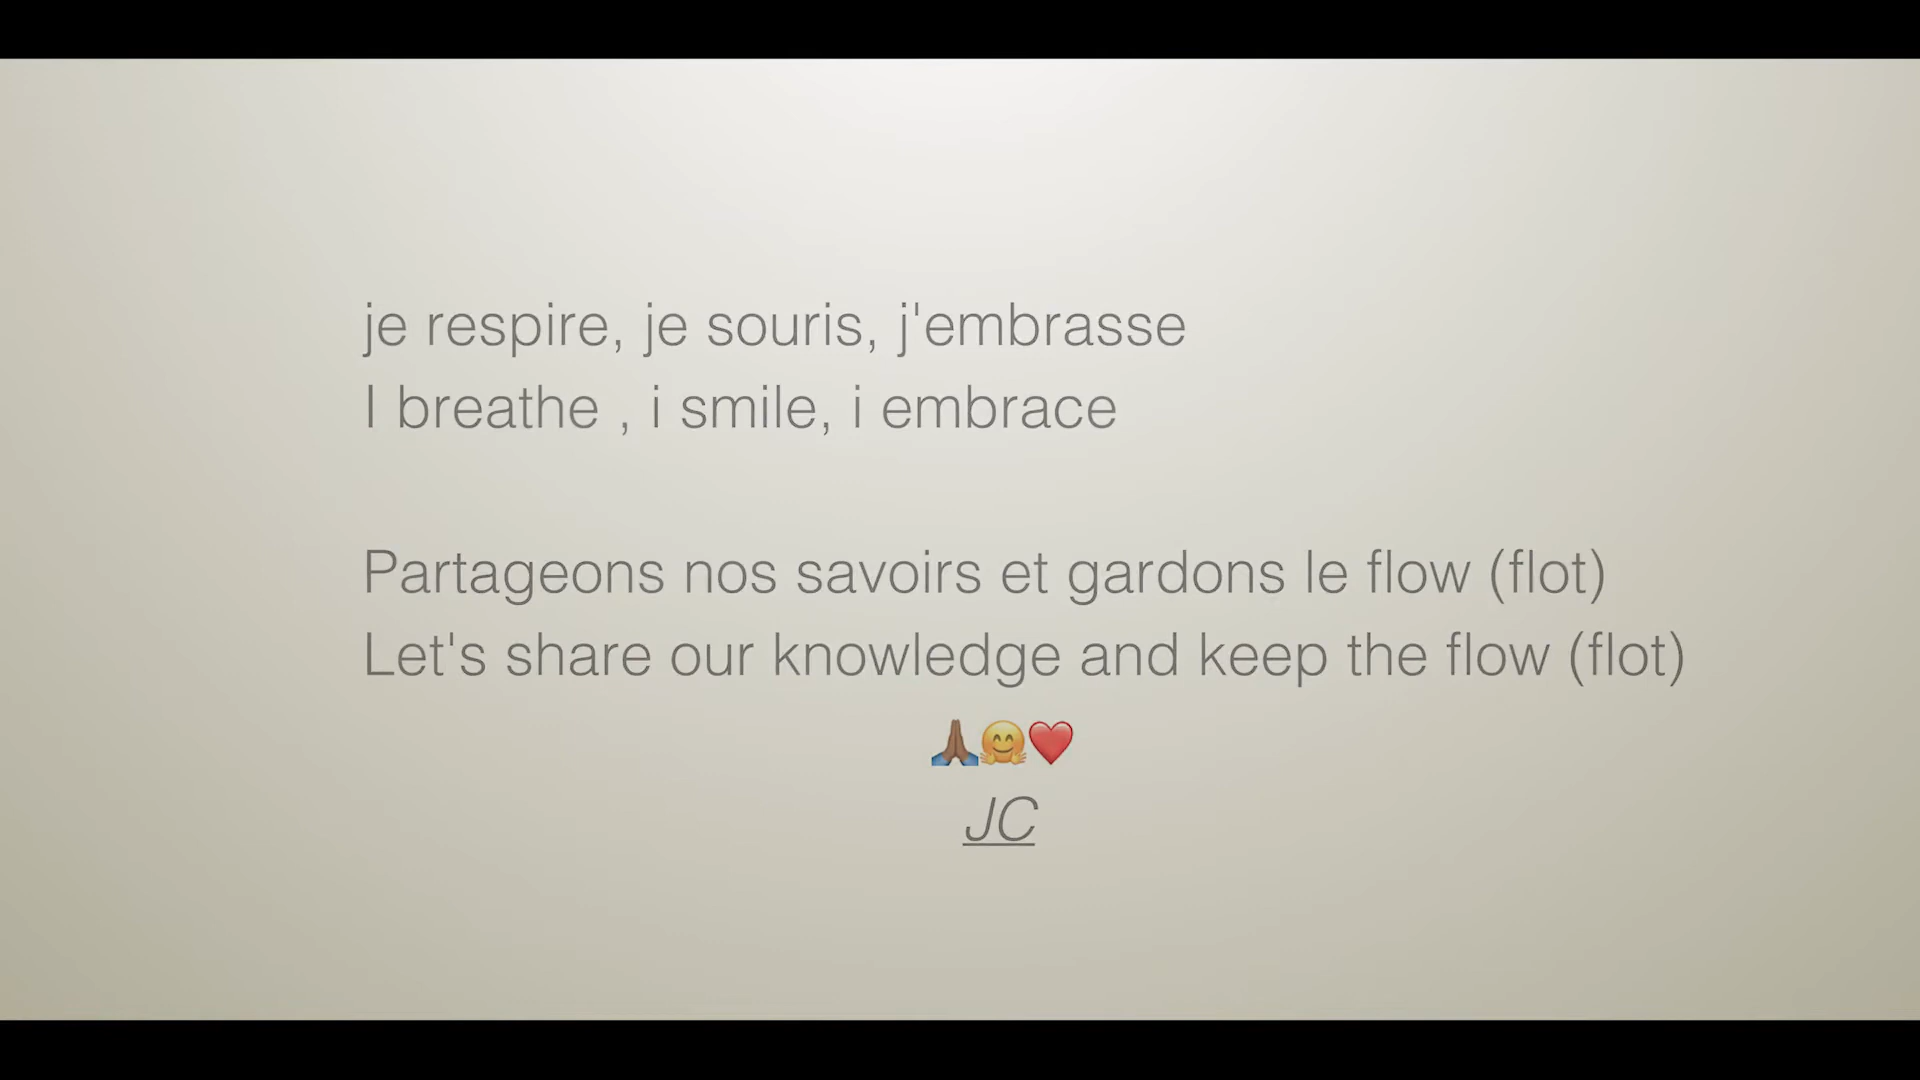 je respire, je souris, j'embrasse
I breathe , i smile, i embrace
Partageons nos savoirs et gardons le flow (flot)
Let's share our knowledge and keep the flow (flot)
🙏🏾🤗❤️
JC